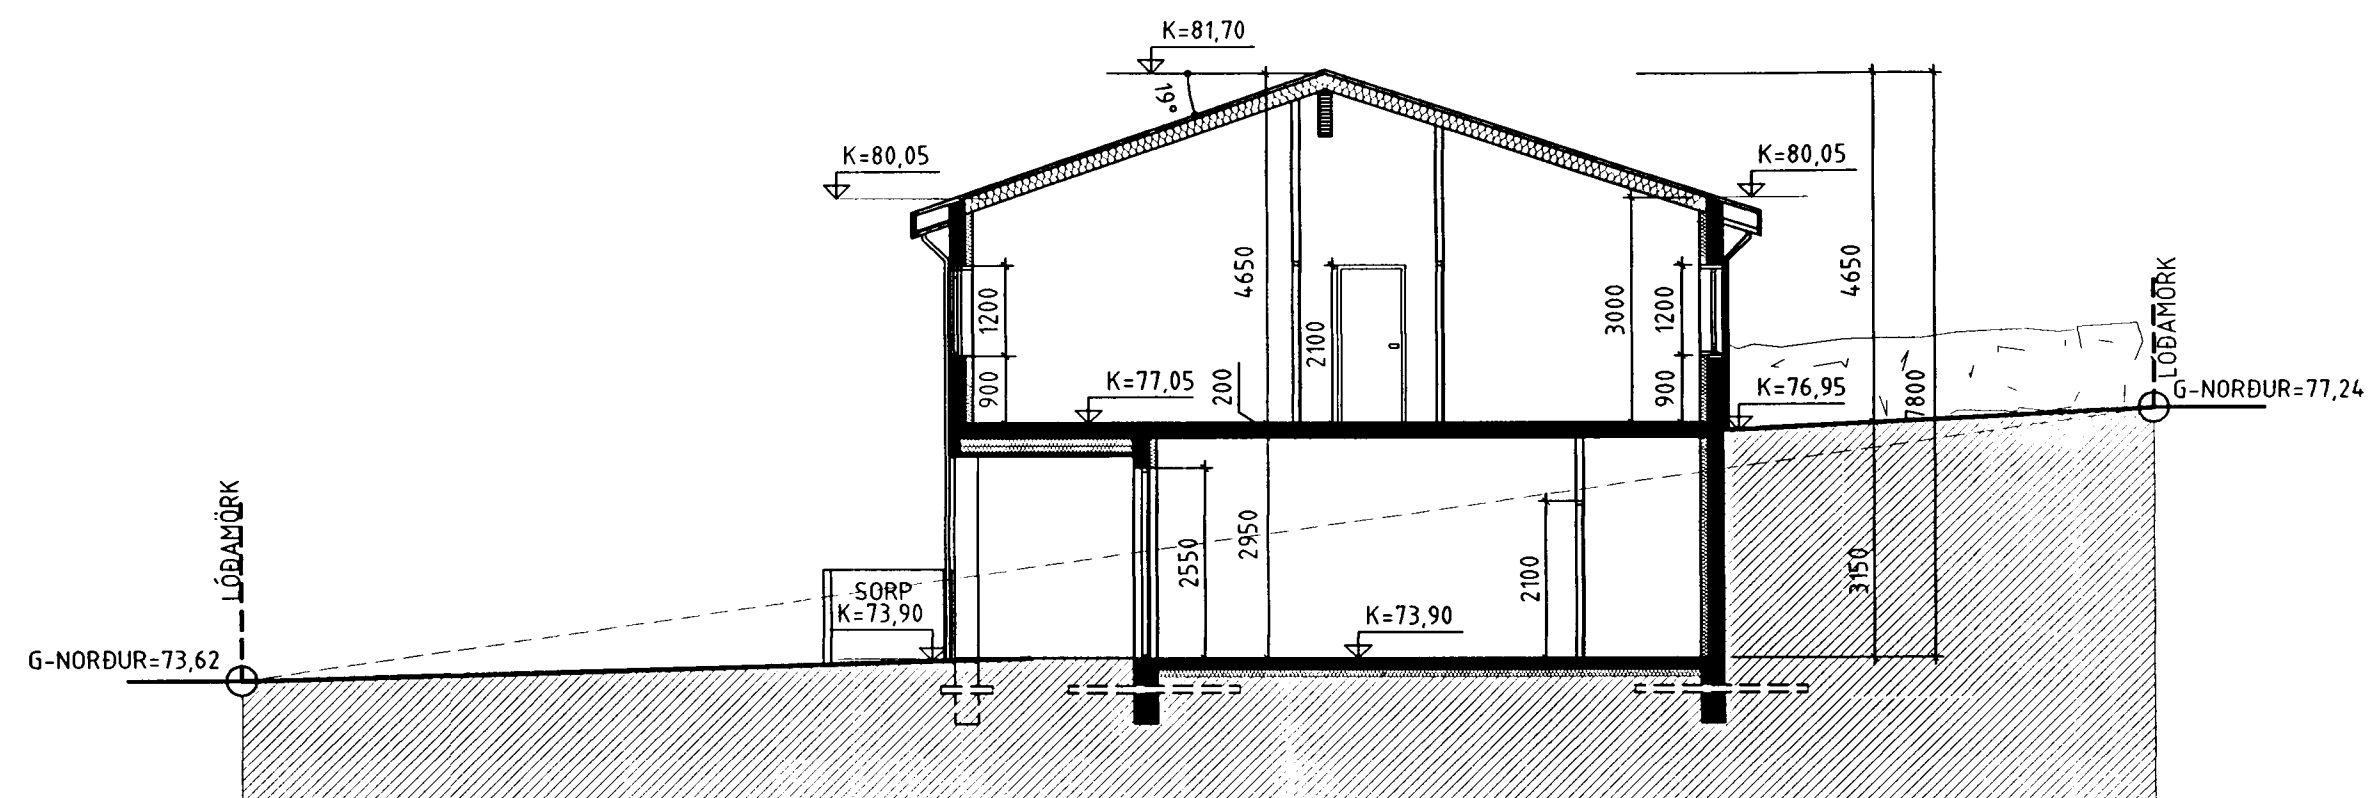 K=81,70
19°
K=80,05
K=80,05
4650
4650
LÓÐAMÖRK
1200
3000
1200
2100
K=77,05
200
900
900
K=76,95
7800
G-NORÐUR=77,24
LÓÐAMÖRK
2550
2950
2100
3150
SORP
K=73,90
K=73,90
G-NORÐUR=73,62